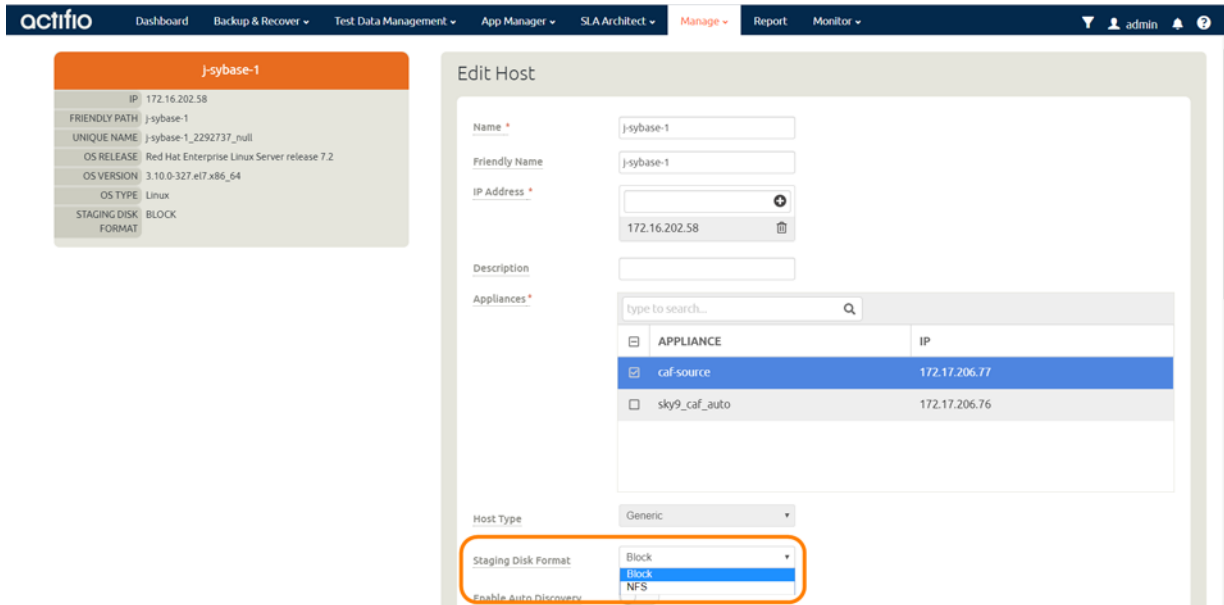 actifio Dashboard Backup & Recover Test Data Management App Manager SLA Architect Manage Report Monitor admin
j-sybase-1
IP 172.16.202.58
FRIENDLY PATH j-sybase-1
UNIQUE NAME j-sybase-1_2292737_null
OS RELEASE Red Hat Enterprise Linux Server release 7.2
OS VERSION 3.10.0-327.el7.x86_64
OS TYPE Linux
STAGING DISK BLOCK
FORMAT
Edit Host
Name * j-sybase-1
Friendly Name j-sybase-1
IP Address *
172.16.202.58
Description
Appliances *
type to search...
APPLIANCE IP
caf-source 172.17.206.77
sky9_caf_auto 172.17.206.76
Host Type Generic
Staging Disk Format Block
Block
NFS
Enable Auto Discovery